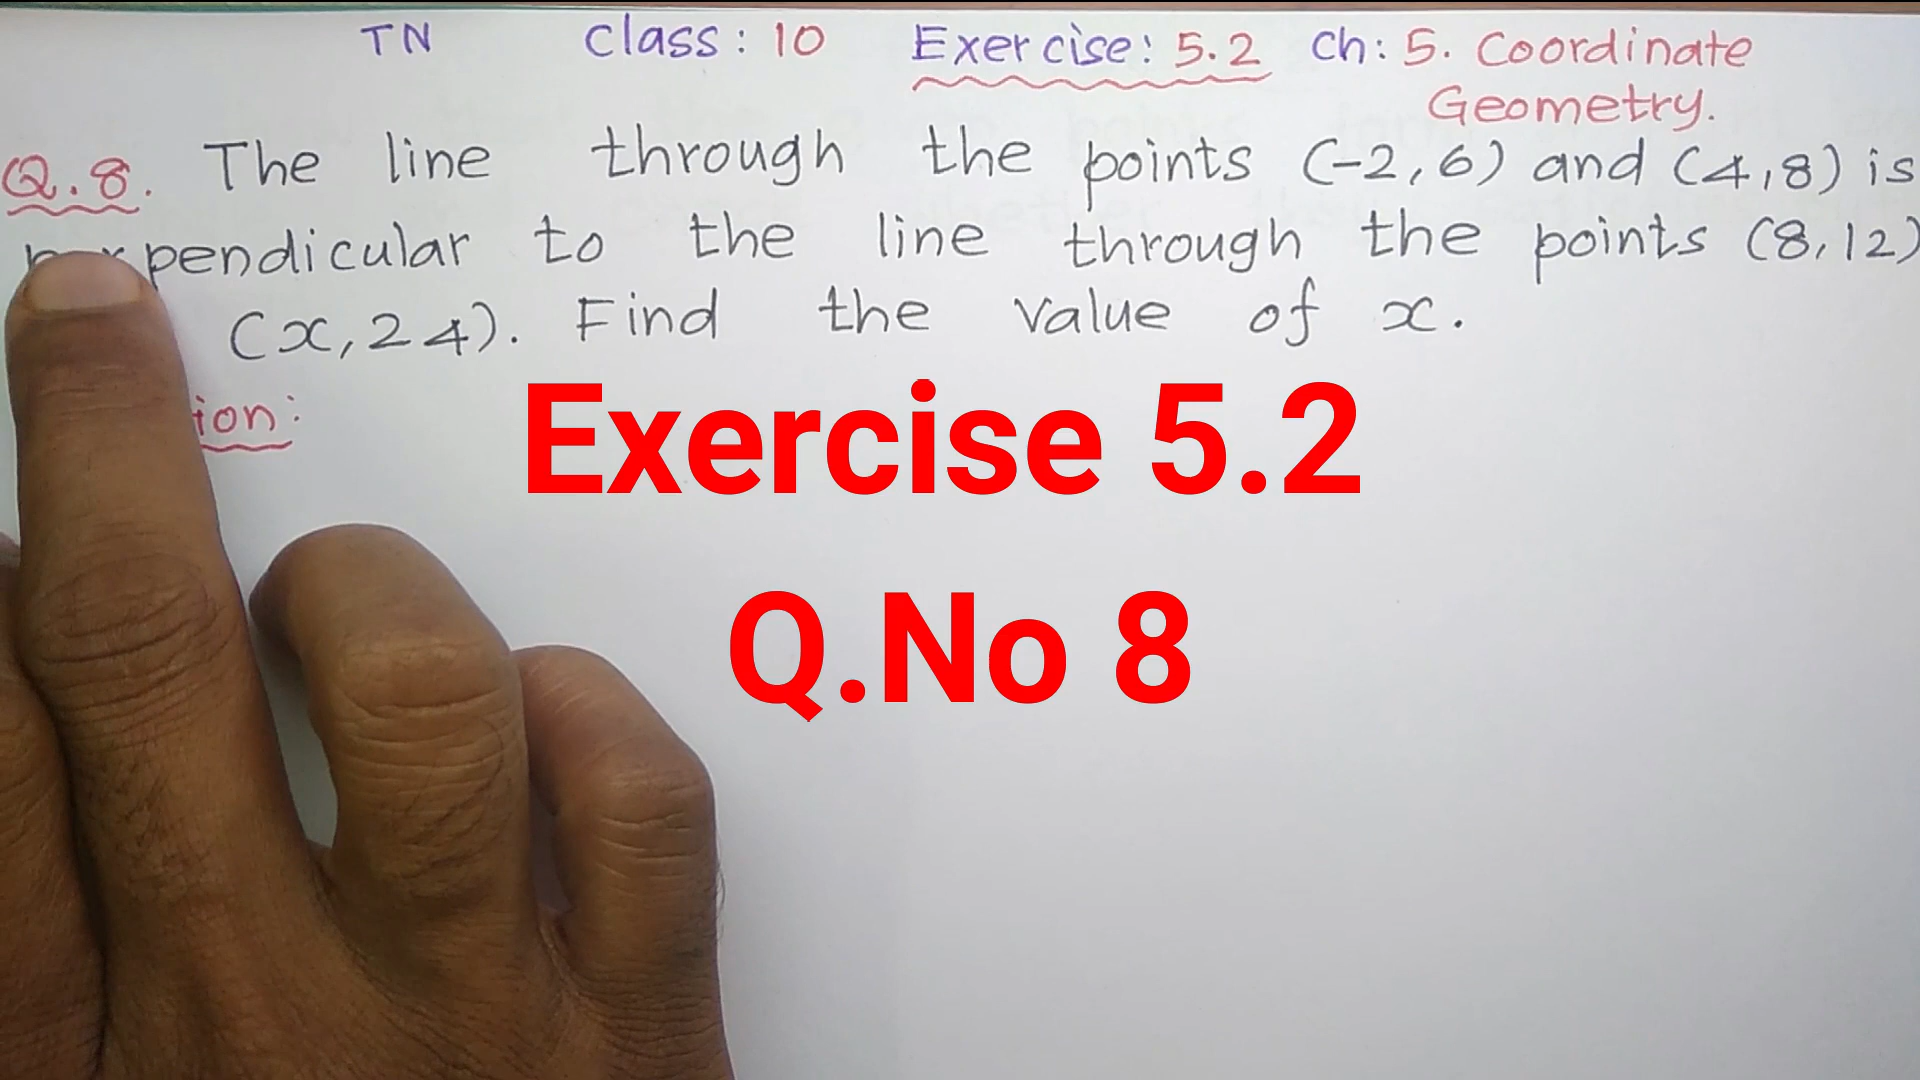 TN Class: 10 Exercise: 5.2 Ch: 5. Coordinate
Geometry.
Q.8. The line through the points (-2,6) and (4,8) is
perpendicular to the line through the points (8,12)
(x,24). Find the value of x.
ion:
Exercise 5.2
Q.No 8